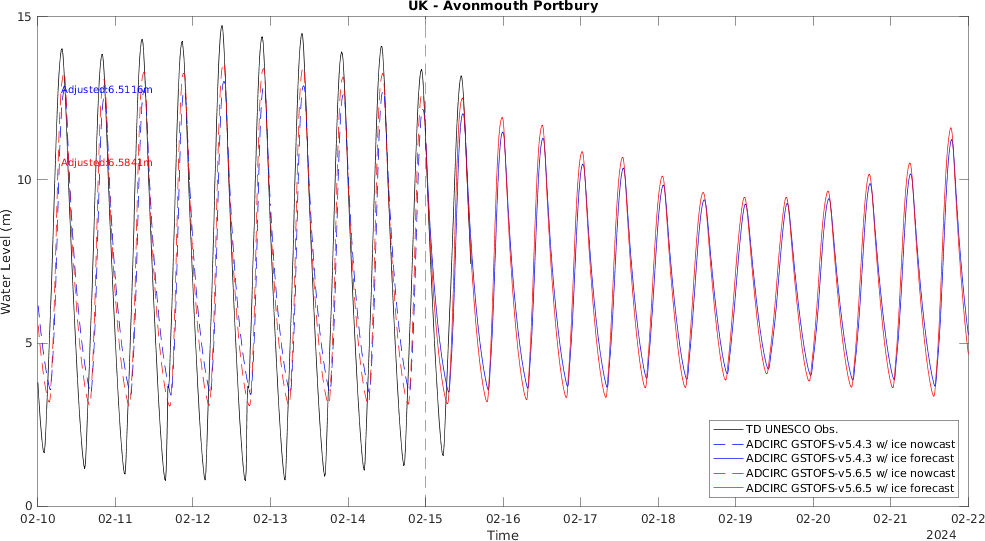 UK - Avonmouth Portbury
15
10
5
0
Water Level (m)
Adjusted:6.5116m
Adjusted:6.5841m
TD UNESCO Obs.
ADCIRC GSTOFS-v5.4.3 w/ ice nowcast
ADCIRC GSTOFS-v5.4.3 w/ ice forecast
ADCIRC GSTOFS-v5.6.5 w/ ice nowcast
ADCIRC GSTOFS-v5.6.5 w/ ice forecast
02-10 02-11 02-12 02-13 02-14 02-15 02-16 02-17 02-18 02-19 02-20 02-21 02-22
Time
2024